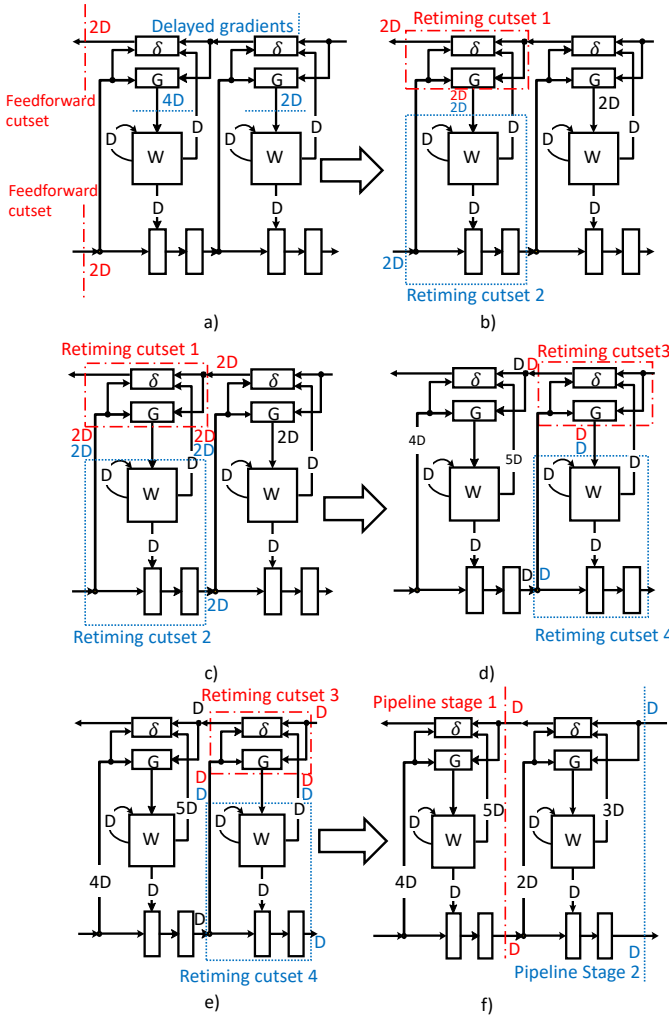 2D Delayed gradients
δ δ
G G
4D 2D
Feedforward
cutset
D D
D W D W
Feedforward
cutset
D D
2D
a)
2D Retiming cutset 1
δ δ
G G
2D
2D 2D
D D
D W D W
D D
2D
Retiming cutset 2
b)
Retiming cutset 1
2D
δ δ
G G
2D 2D 2D
2D 2D
D D
D W D W
D D
2D
Retiming cutset 2
c)
Retiming cutset3
D D
δ δ
G G
4D D
D
5D D
D W D W
D D
D D
Retiming cutset 4
d)
Retiming cutset 3
D D
δ δ
G G
D D
D D
5D D
D W D W
4D D D
D D
Retiming cutset 4
e)
Pipeline stage 1
D D
δ δ
G G
5D 3D
D W D W
4D D 2D D
D D
Pipeline Stage 2
f)